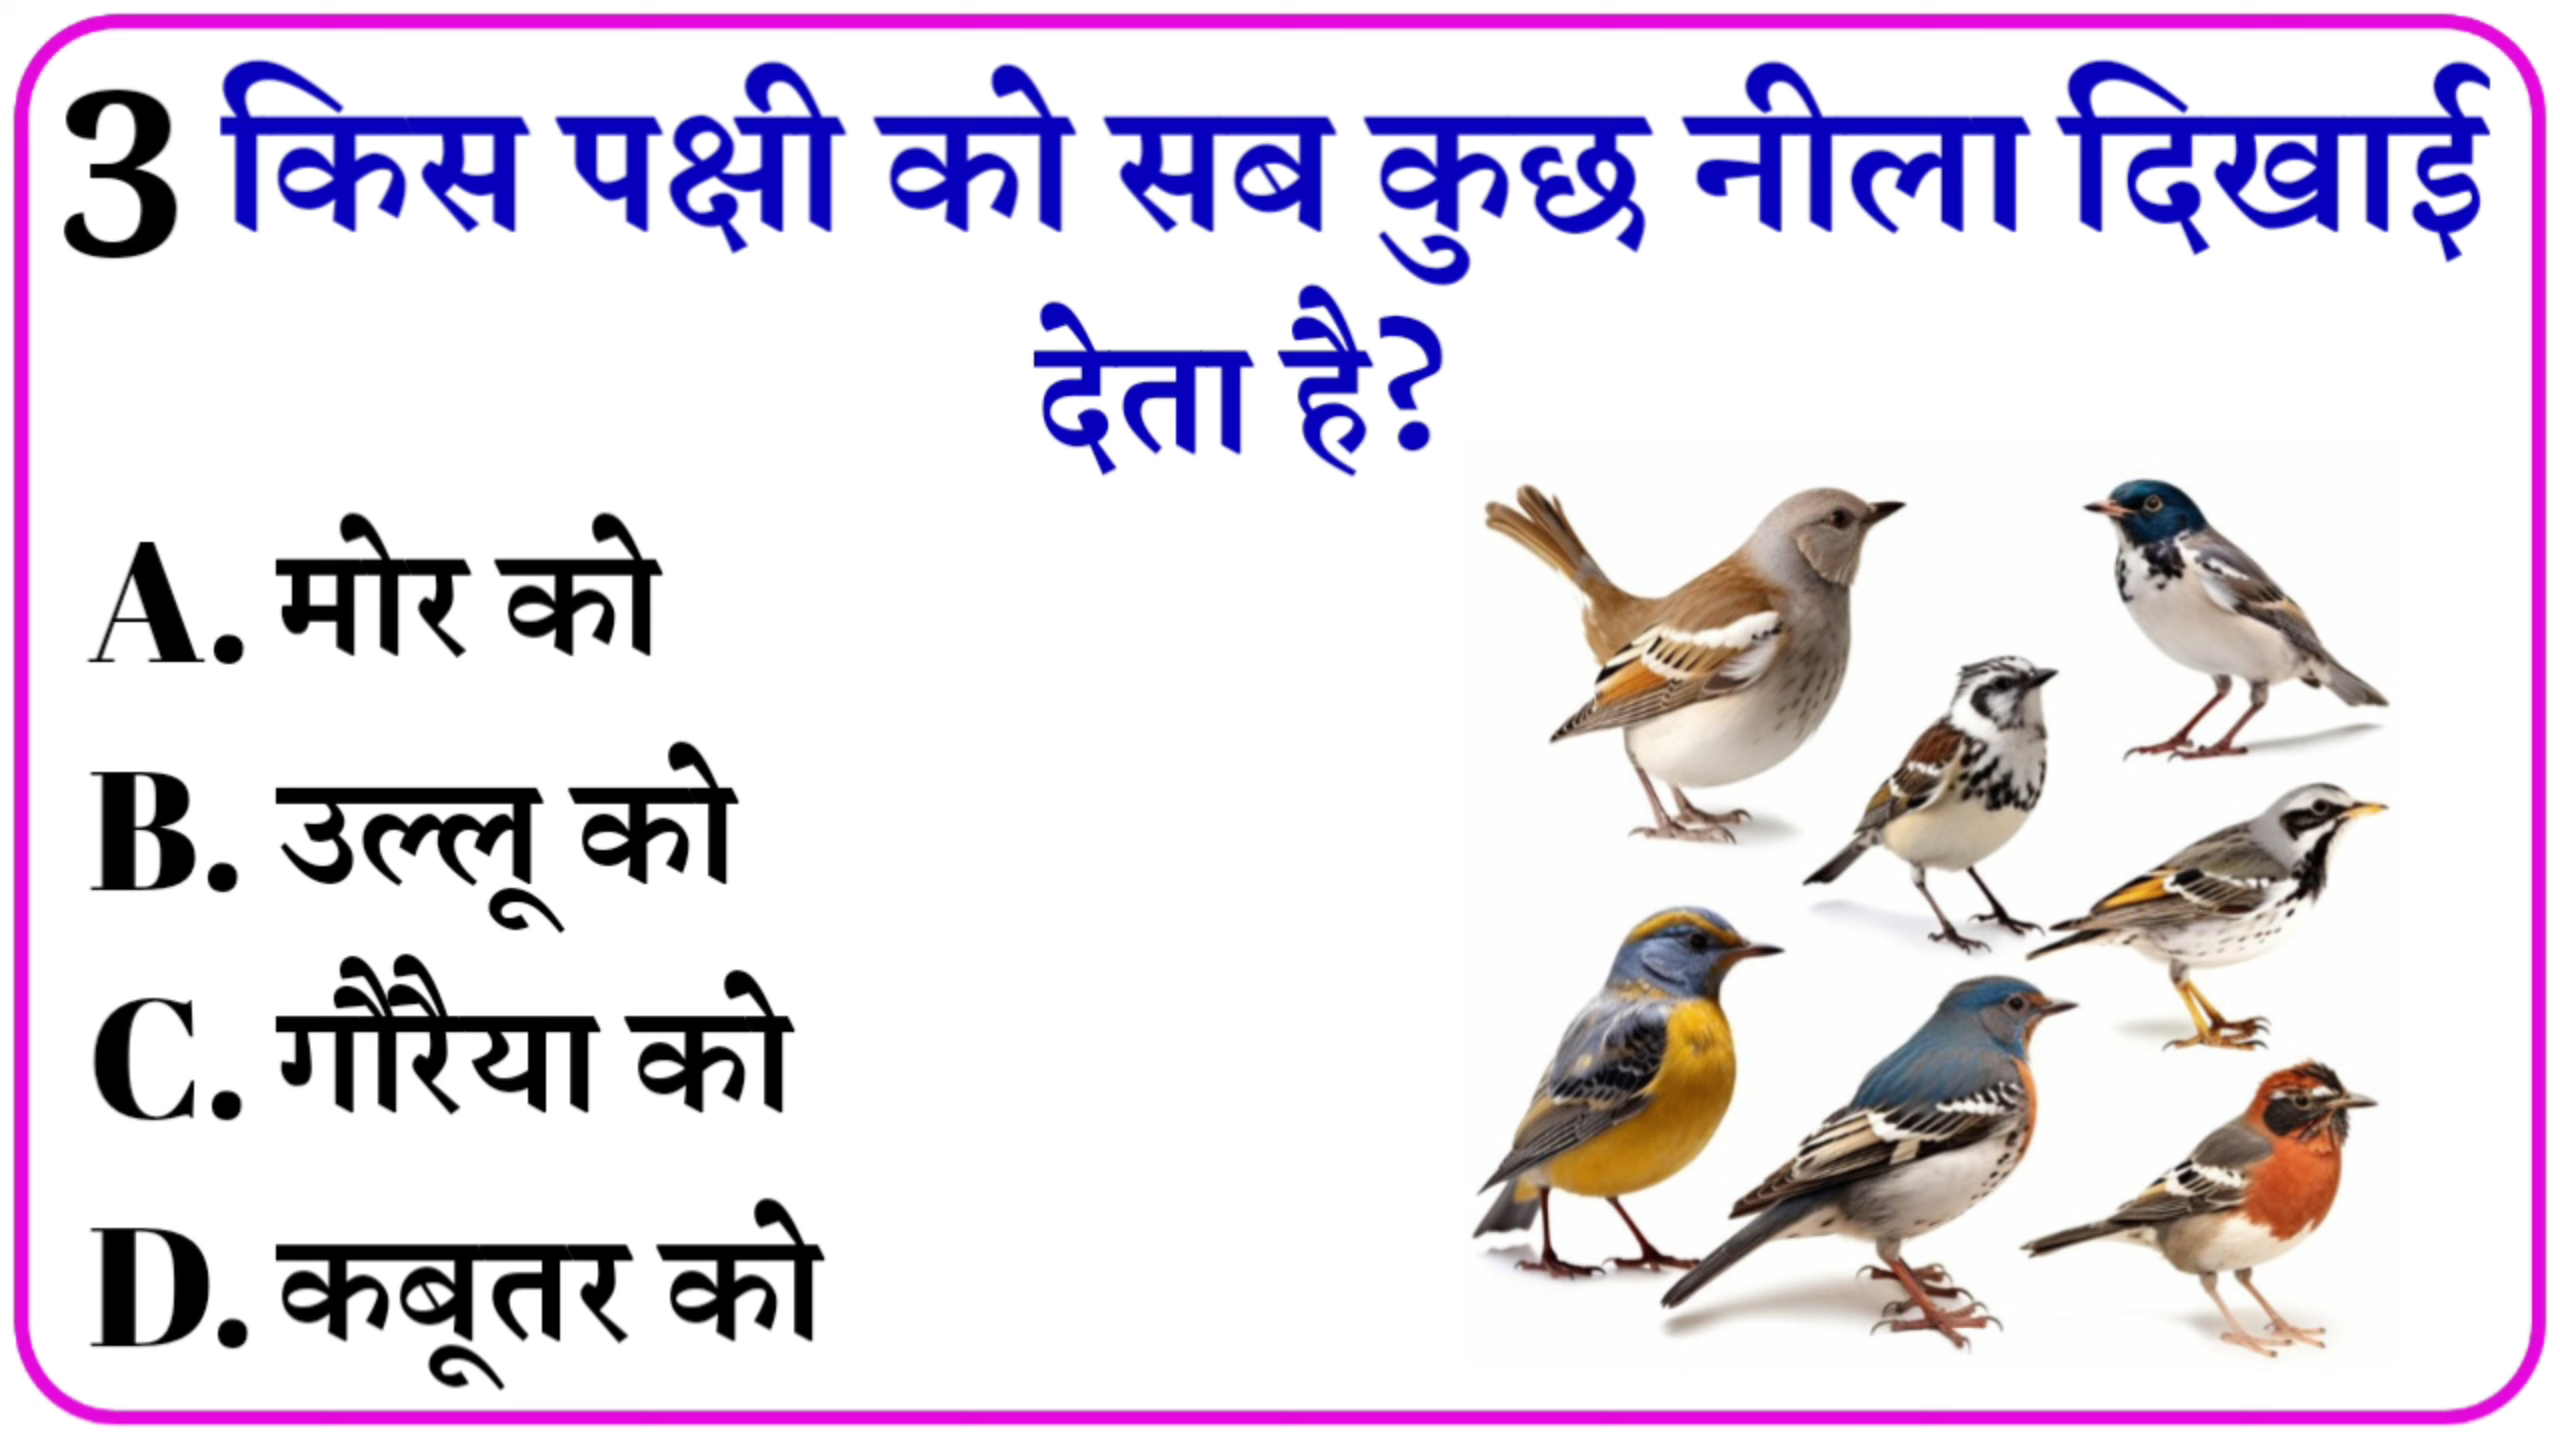 3 किस पक्षी को सब कुछ नीला दिखाई
देता है?
A. मोर को
B. उल्लू को
C. गौरैया को
D. कबूतर को